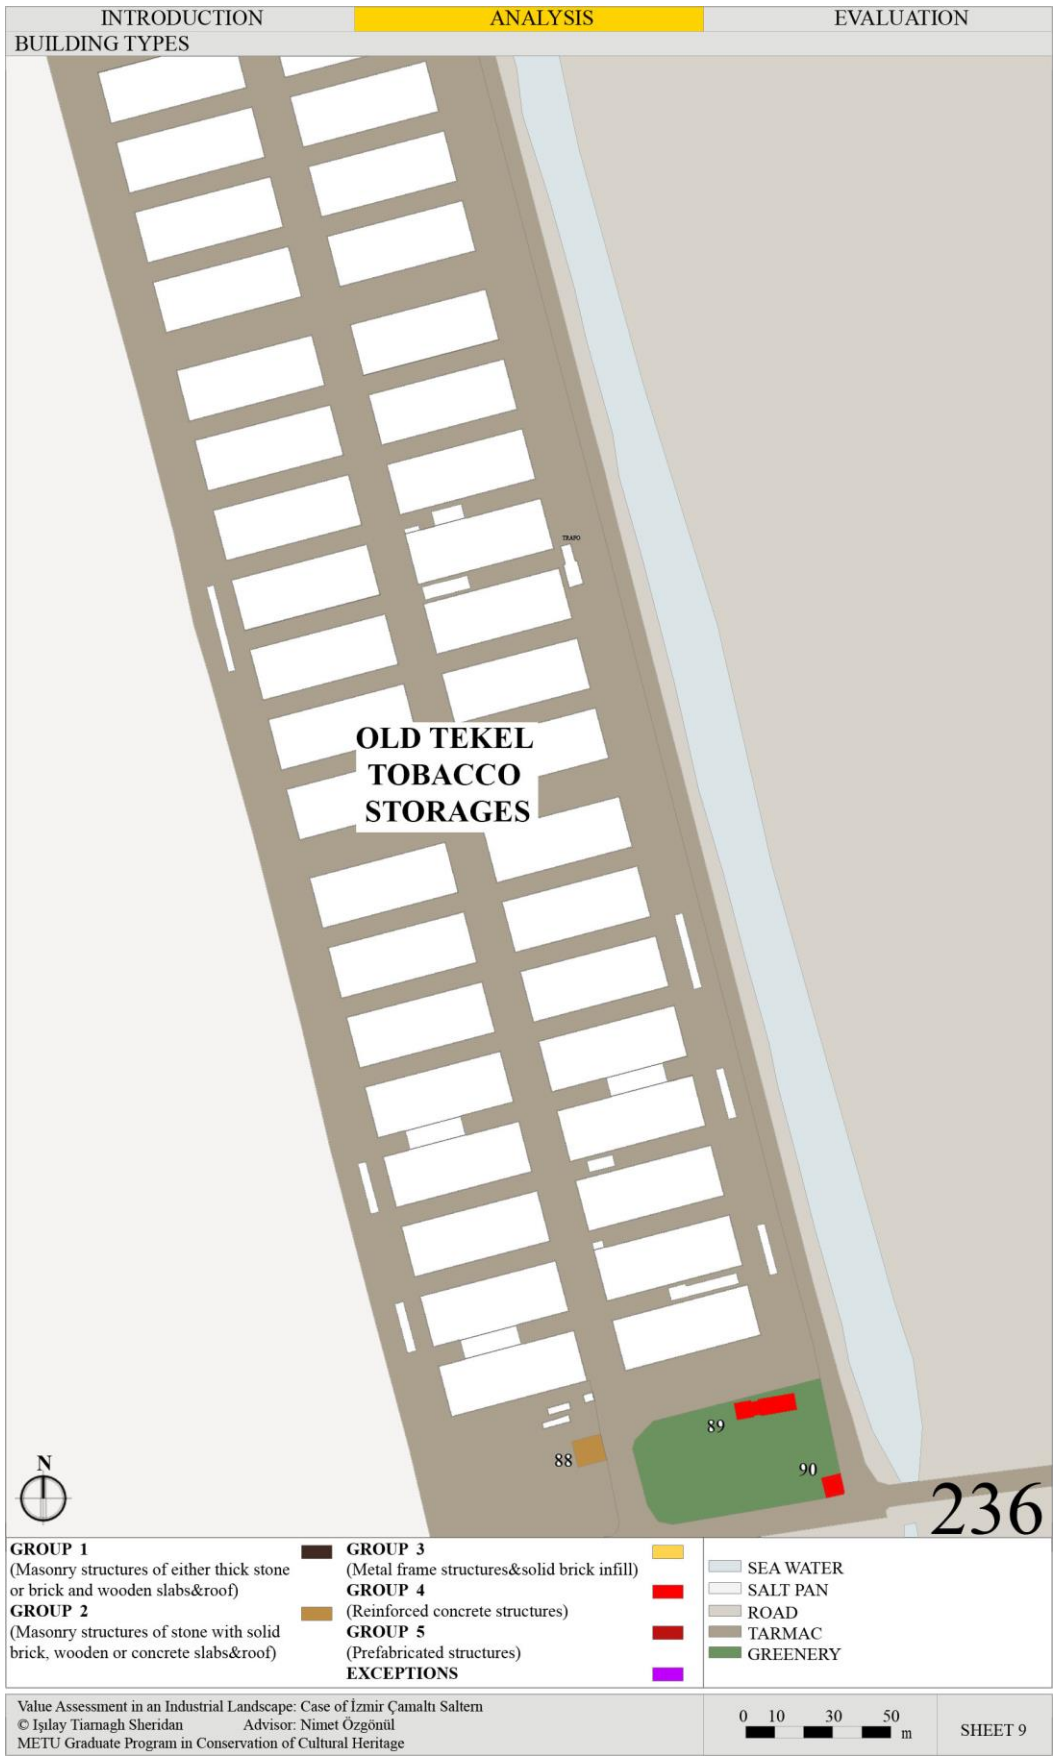 INTRODUCTION
ANALYSIS
EVALUATION
BUILDING TYPES
TRAFO
OLD TEKEL
TOBACCO
STORAGES
89
88
90
N
236
GROUP 1
(Masonry structures of either thick stone
or brick and wooden slabs&roof)
GROUP 2
(Masonry structures of stone with solid
brick, wooden or concrete slabs&roof)
GROUP 3
(Metal frame structures&solid brick infill)
GROUP 4
(Reinforced concrete structures)
GROUP 5
(Prefabricated structures)
EXCEPTIONS
SEA WATER
SALT PAN
ROAD
TARMAC
GREENERY
Value Assessment in an Industrial Landscape: Case of İzmir Çamaltı Saltern
© Işılay Tiarnagh Sheridan Advisor: Nimet Özgönül
METU Graduate Program in Conservation of Cultural Heritage
0 10 30 50
m
SHEET 9